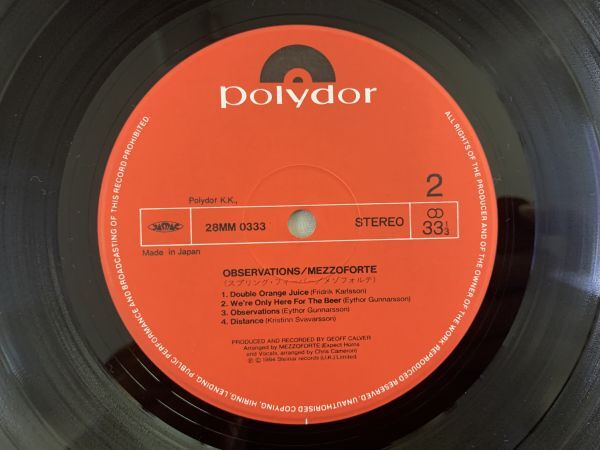 polydor
Polydor K.K.,
2
JASRAC
28MM 0333
STEREO
33 1/3
Made in Japan
OBSERVATIONS/MEZZOFORTE
(スプリング・フィーバー/メゾフォルテ)
1. Double Orange Juice (Fridrik Karlsson)
2. We're Only Here For The Beer (Eythor Gunnarsson)
3. Observations (Eythor Gunnarsson)
4. Distance (Kristinn Svavarsson)
PRODUCED AND RECORDED BY GEOFF CALVER
Arranged by MEZZOFORTE (Expect Horns
and Vocals, arranged by Chris Cameron)
℗ © 1984 Steinar records (U.K.) Limited
ALL RIGHTS OF THE PRODUCER AND OF THE OWNER OF THE WORK REPRODUCED RESERVED. UNAUTHORISED COPYING, HIRING, LENDING, PUBLIC PERFORMANCE AND BROADCASTING OF THIS RECORD PROHIBITED.